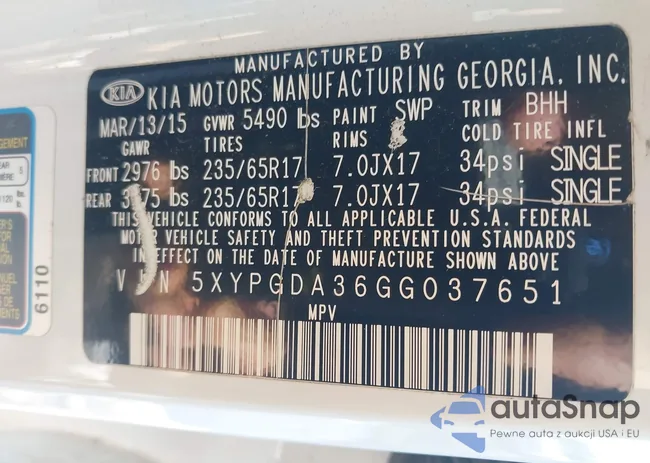 MANUFACTURED BY
KIA KIA MOTORS MANUFACTURING GEORGIA, INC.
MAR/13/15 GVWR 5490 lbs PAINT SWP TRIM BHH
GAWR TIRES RIMS COLD TIRE INFL
FRONT 2976 lbs 235/65R17 7.0JX17 34psi SINGLE
REAR lbs 235/65R17 7.0JX17 34psi SINGLE
THIS VEHICLE CONFORMS TO ALL APPLICABLE U.S.A. FEDERAL
MOTOR VEHICLE SAFETY AND THEFT PREVENTION STANDARDS
IN EFFECT ON THE DATE OF MANUFACTURE SHOWN ABOVE
VIN 5XYPGDA36GG037651
MPV
6110
autaSnap
Pewne auta z aukcji USA i EU